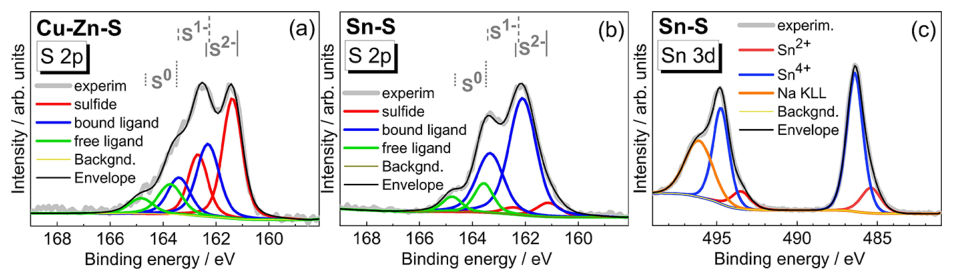 Cu-Zn-S
(a)
S 2p
S¹⁻
S²⁻
S⁰
experim
sulfide
bound ligand
free ligand
Backgnd.
Envelope
Intensity / arb. units
168 166 164 162 160
Binding energy / eV
Sn-S
(b)
S 2p
S¹⁻
S²⁻
S⁰
experim
sulfide
bound ligand
free ligand
Backgnd.
Envelope
Intensity / arb. units
168 166 164 162 160
Binding energy / eV
Sn-S
(c)
Sn 3d
experim.
Sn²⁺
Sn⁴⁺
Na KLL
Backgnd.
Envelope
Intensity / arb. units
495 490 485
Binding energy / eV